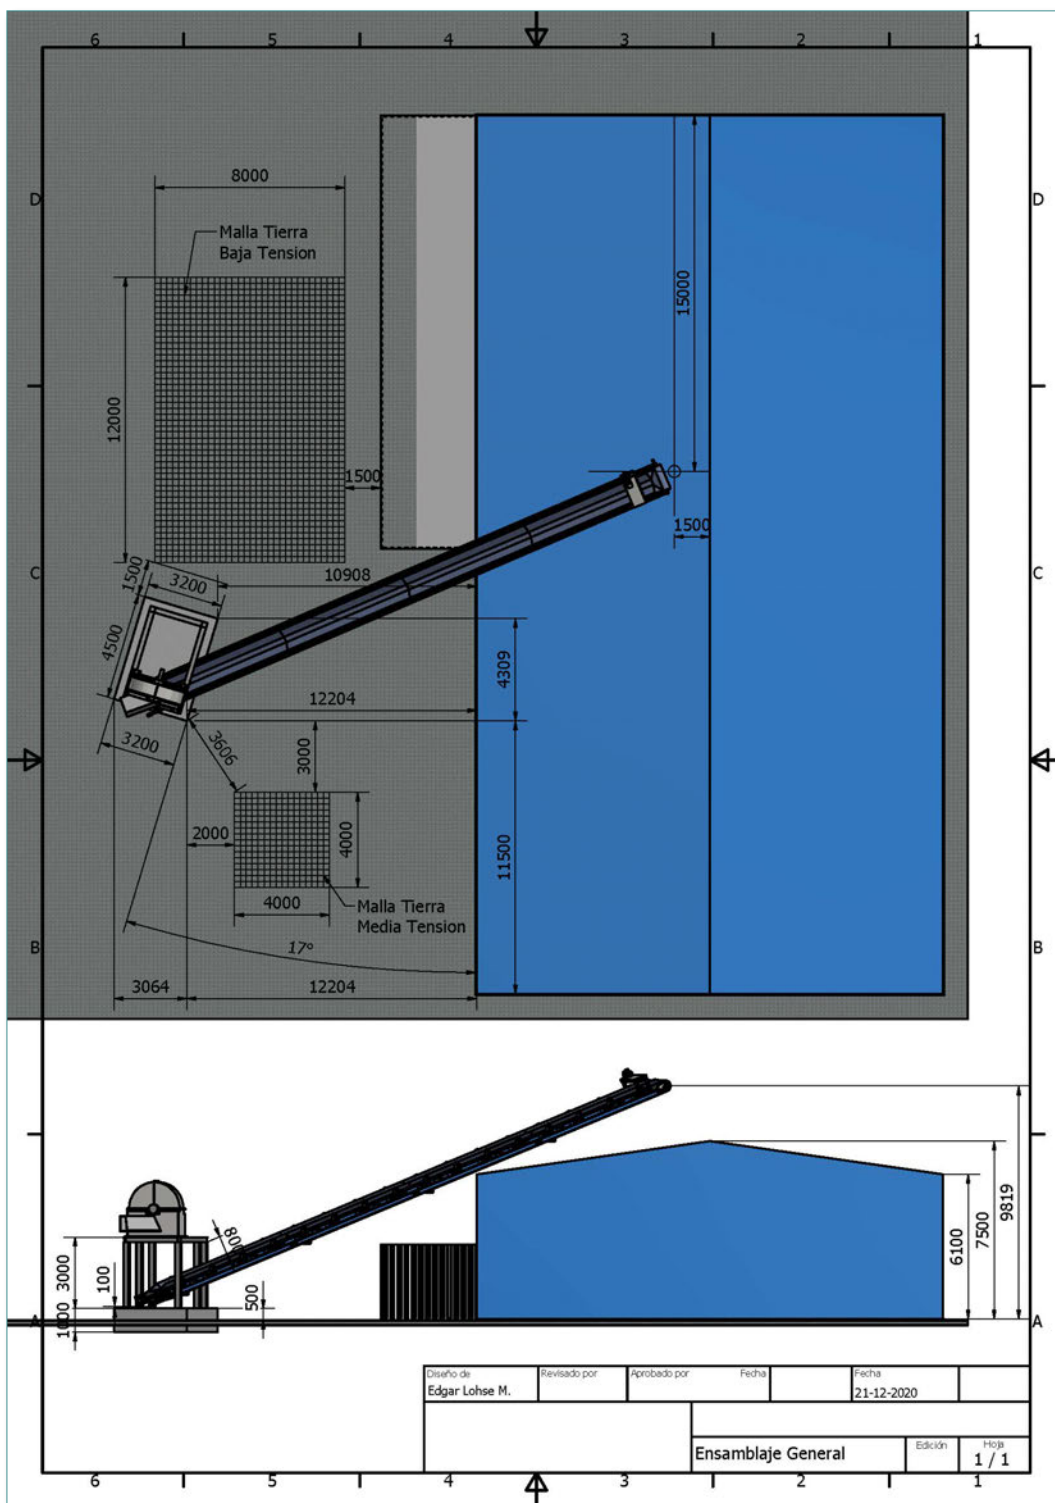 6 5 4 3 2 1
D D
8000
Malla Tierra
Baja Tension
15000
12000
1500
1500
C C
1500
3200
10908
4500
4309
12204
3200
3606
3000
2000
4000
11500
4000
Malla Tierra
Media Tension
B B
17°
3064
12204
9819
7500
6100
800
3000
100
500
1000
A A
Diseño de
Edgar Lohse M.
Revisado por
Aprobado por
Fecha
Fecha
21-12-2020
Ensamblaje General
Edición
Hoja
1 / 1
6 5 4 3 2 1